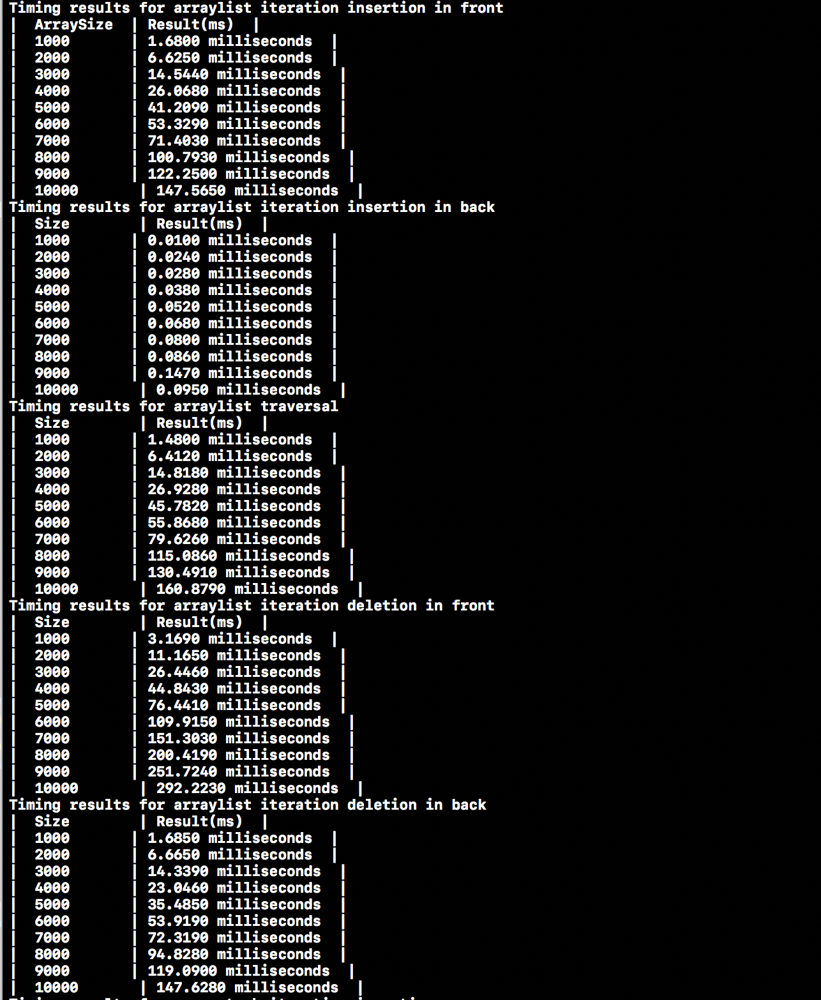 Timing results for arraylist iteration insertion in front
| ArraySize | Result(ms) |
| 1000 | 1.6800 milliseconds |
| 2000 | 6.6250 milliseconds |
| 3000 | 14.5440 milliseconds |
| 4000 | 26.0680 milliseconds |
| 5000 | 41.2090 milliseconds |
| 6000 | 53.3290 milliseconds |
| 7000 | 71.4030 milliseconds |
| 8000 | 100.7930 milliseconds |
| 9000 | 122.2500 milliseconds |
| 10000 | 147.5650 milliseconds |
Timing results for arraylist iteration insertion in back
| Size | Result(ms) |
| 1000 | 0.0100 milliseconds |
| 2000 | 0.0240 milliseconds |
| 3000 | 0.0280 milliseconds |
| 4000 | 0.0380 milliseconds |
| 5000 | 0.0520 milliseconds |
| 6000 | 0.0680 milliseconds |
| 7000 | 0.0800 milliseconds |
| 8000 | 0.0860 milliseconds |
| 9000 | 0.1470 milliseconds |
| 10000 | 0.0950 milliseconds |
Timing results for arraylist traversal
| Size | Result(ms) |
| 1000 | 1.4800 milliseconds |
| 2000 | 6.4120 milliseconds |
| 3000 | 14.8180 milliseconds |
| 4000 | 26.9280 milliseconds |
| 5000 | 45.7820 milliseconds |
| 6000 | 55.8680 milliseconds |
| 7000 | 79.6260 milliseconds |
| 8000 | 115.0860 milliseconds |
| 9000 | 130.4910 milliseconds |
| 10000 | 160.8790 milliseconds |
Timing results for arraylist iteration deletion in front
| Size | Result(ms) |
| 1000 | 3.1690 milliseconds |
| 2000 | 11.1650 milliseconds |
| 3000 | 26.4460 milliseconds |
| 4000 | 44.8430 milliseconds |
| 5000 | 76.4410 milliseconds |
| 6000 | 109.9150 milliseconds |
| 7000 | 151.3030 milliseconds |
| 8000 | 200.4190 milliseconds |
| 9000 | 251.7240 milliseconds |
| 10000 | 292.2230 milliseconds |
Timing results for arraylist iteration deletion in back
| Size | Result(ms) |
| 1000 | 1.6850 milliseconds |
| 2000 | 6.6650 milliseconds |
| 3000 | 14.3390 milliseconds |
| 4000 | 23.0460 milliseconds |
| 5000 | 35.4850 milliseconds |
| 6000 | 53.9190 milliseconds |
| 7000 | 72.3190 milliseconds |
| 8000 | 94.8280 milliseconds |
| 9000 | 119.0900 milliseconds |
| 10000 | 147.6280 milliseconds |